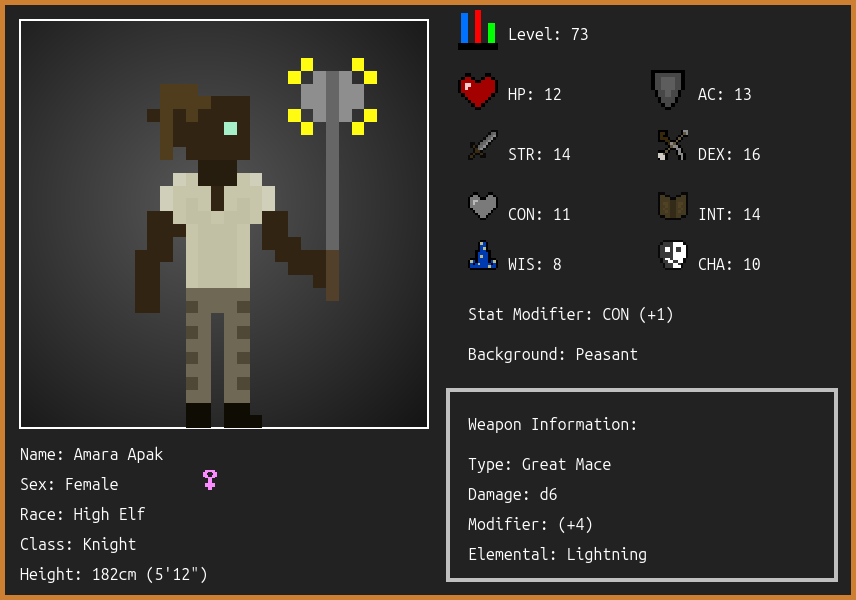 Level: 73
HP: 12
AC: 13
STR: 14
DEX: 16
CON: 11
INT: 14
WIS: 8
CHA: 10
Stat Modifier: CON (+1)
Background: Peasant
Weapon Information:
Type: Great Mace
Damage: d6
Modifier: (+4)
Elemental: Lightning
Name: Amara Apak
Sex: Female
Race: High Elf
Class: Knight
Height: 182cm (5'12")